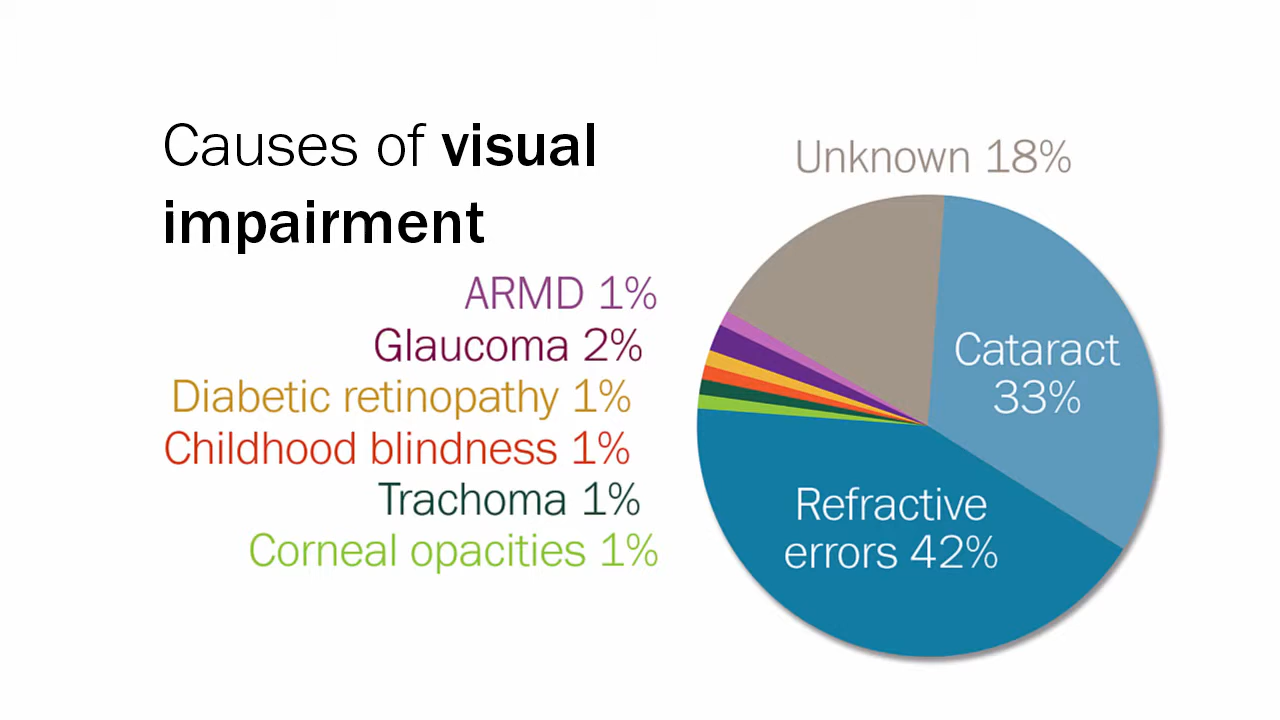 Causes of visual
impairment
Unknown 18%
ARMD 1%
Glaucoma 2%
Diabetic retinopathy 1%
Childhood blindness 1%
Trachoma 1%
Corneal opacities 1%
Cataract
33%
Refractive
errors 42%